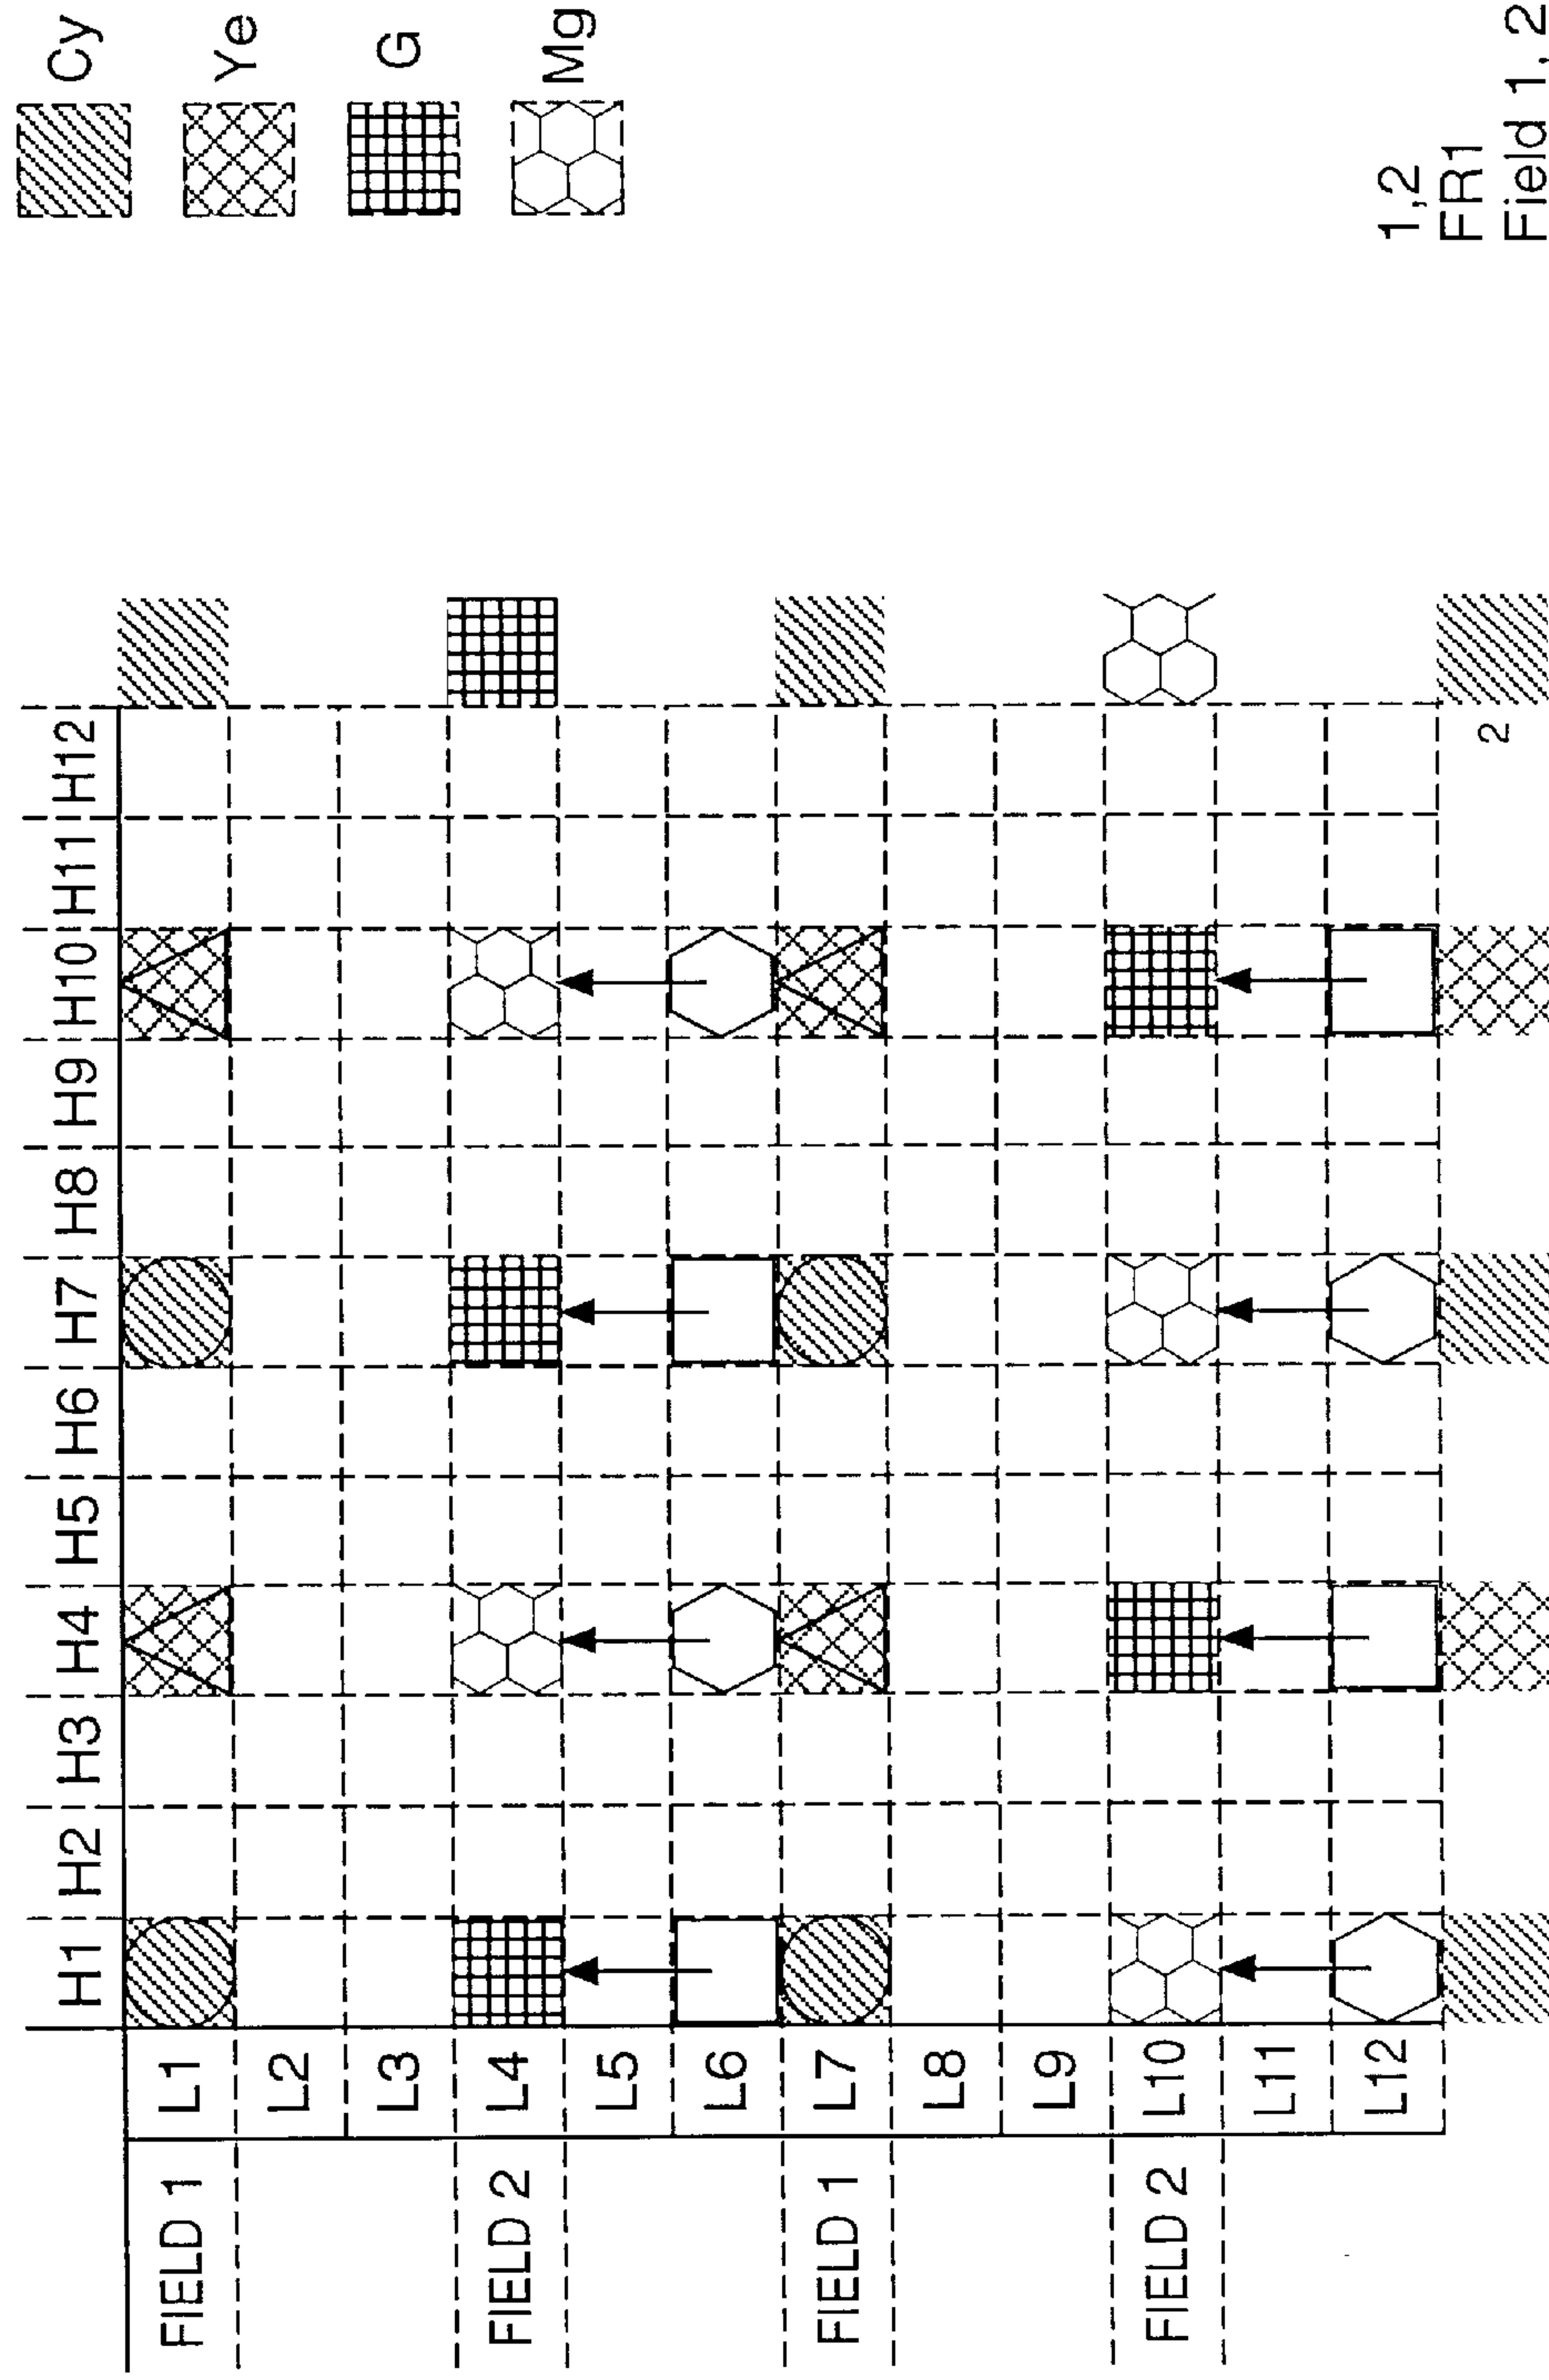 H1 H2 H3 H4 H5 H6 H7 H8 H9 H10 H11 H12
FIELD 1 L1
L2
L3
FIELD 2 L4
L5
L6
FIELD 1 L7
L8
L9
FIELD 2 L10
L11
L12
2
Cy
Ye
G
Mg
1,2
FR1
Field 1, 2